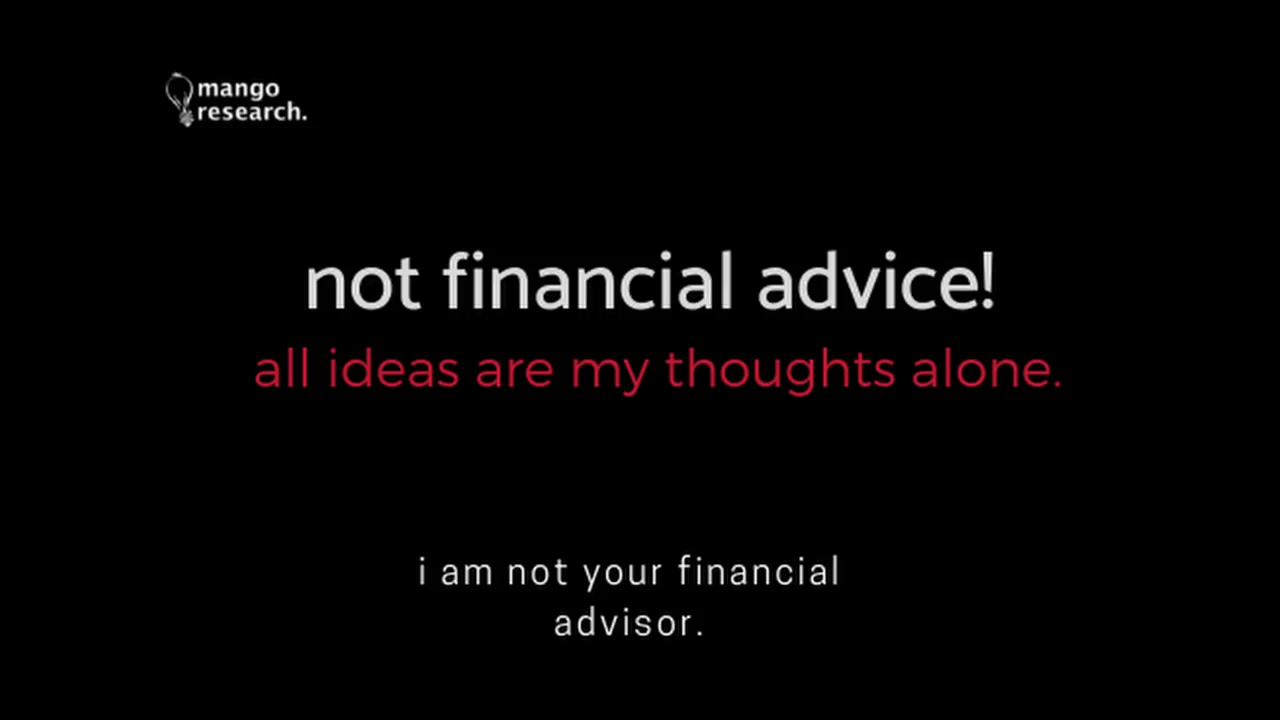 mango
research.
not financial advice!
all ideas are my thoughts alone.
i am not your financial
advisor.